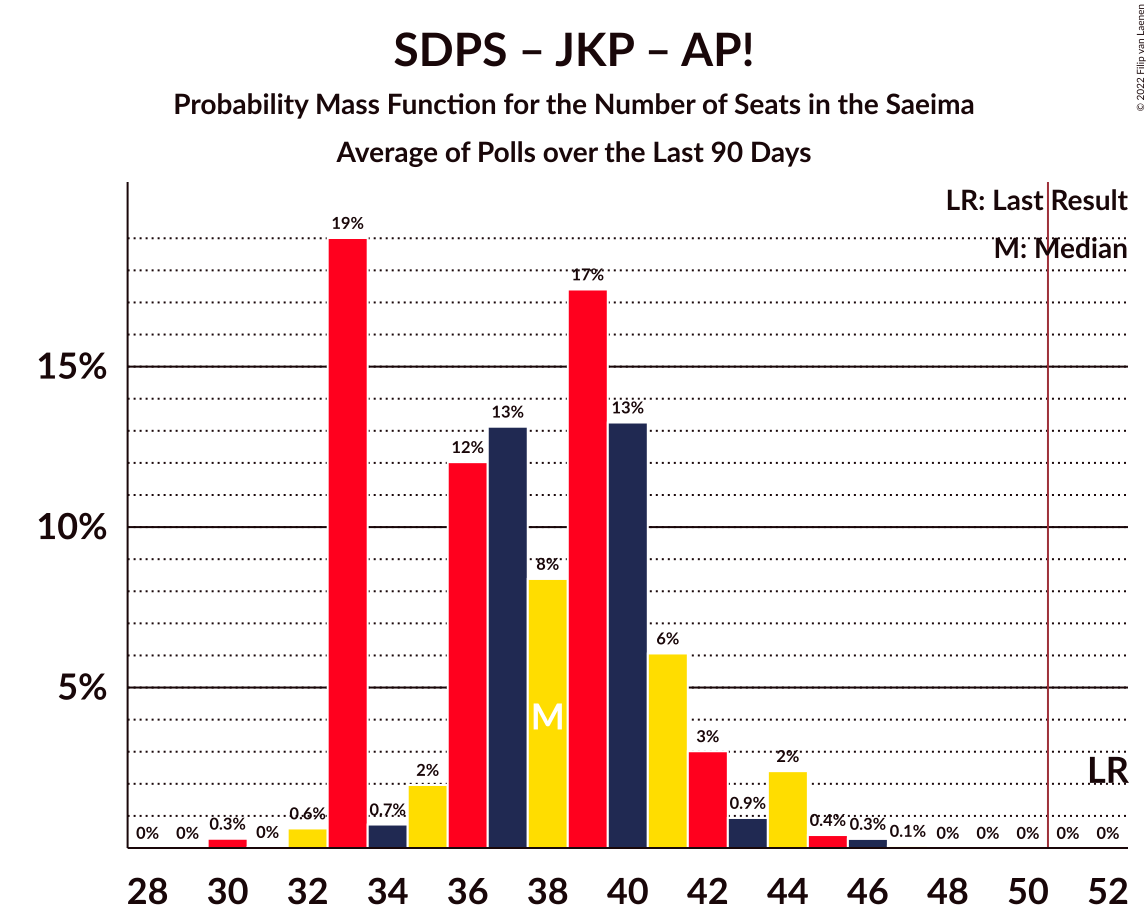 SDPS – JKP – AP!
Probability Mass Function for the Number of Seats in the Saeima
Average of Polls over the Last 90 Days
© 2022 Filip van Laenen
LR: Last Result
M: Median
15%
10%
5%
0% 0% 0.3% 0% 0.6% 19% 0.7% 2% 12% 13% 8% 17% 13% 6% 3% 0.9% 2% 0.4% 0.3% 0.1% 0% 0% 0% 0% 0%
M
LR
28 30 32 34 36 38 40 42 44 46 48 50 52